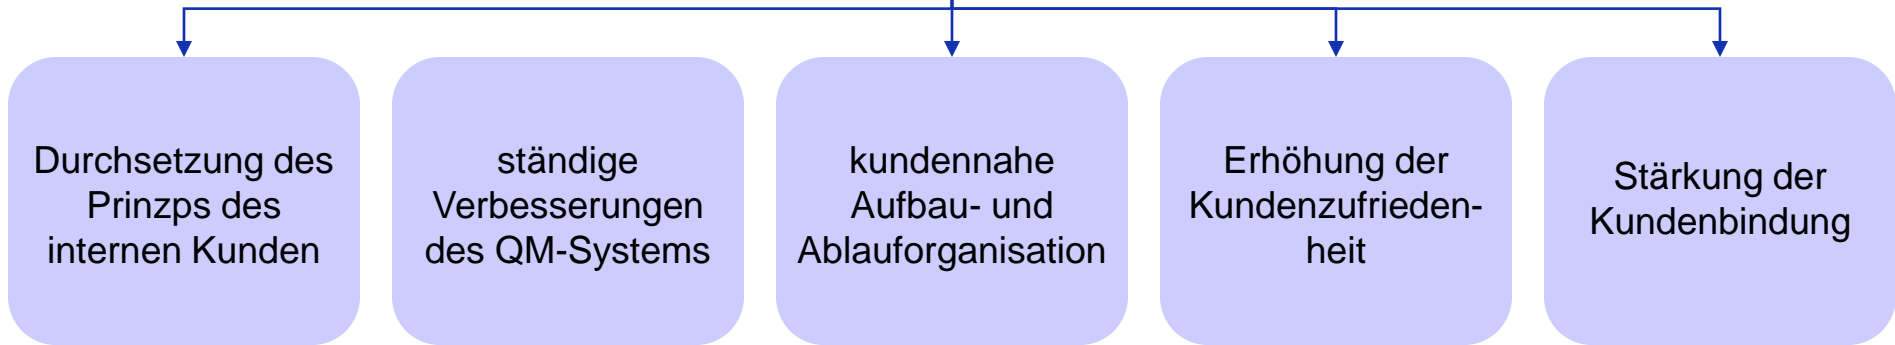 Durchsetzung des
Prinzps des
internen Kunden
ständige
Verbesserungen
des QM-Systems
kundennahe
Aufbau- und
Ablauforganisation
Erhöhung der
Kundenzufrieden-
heit
Stärkung der
Kundenbindung